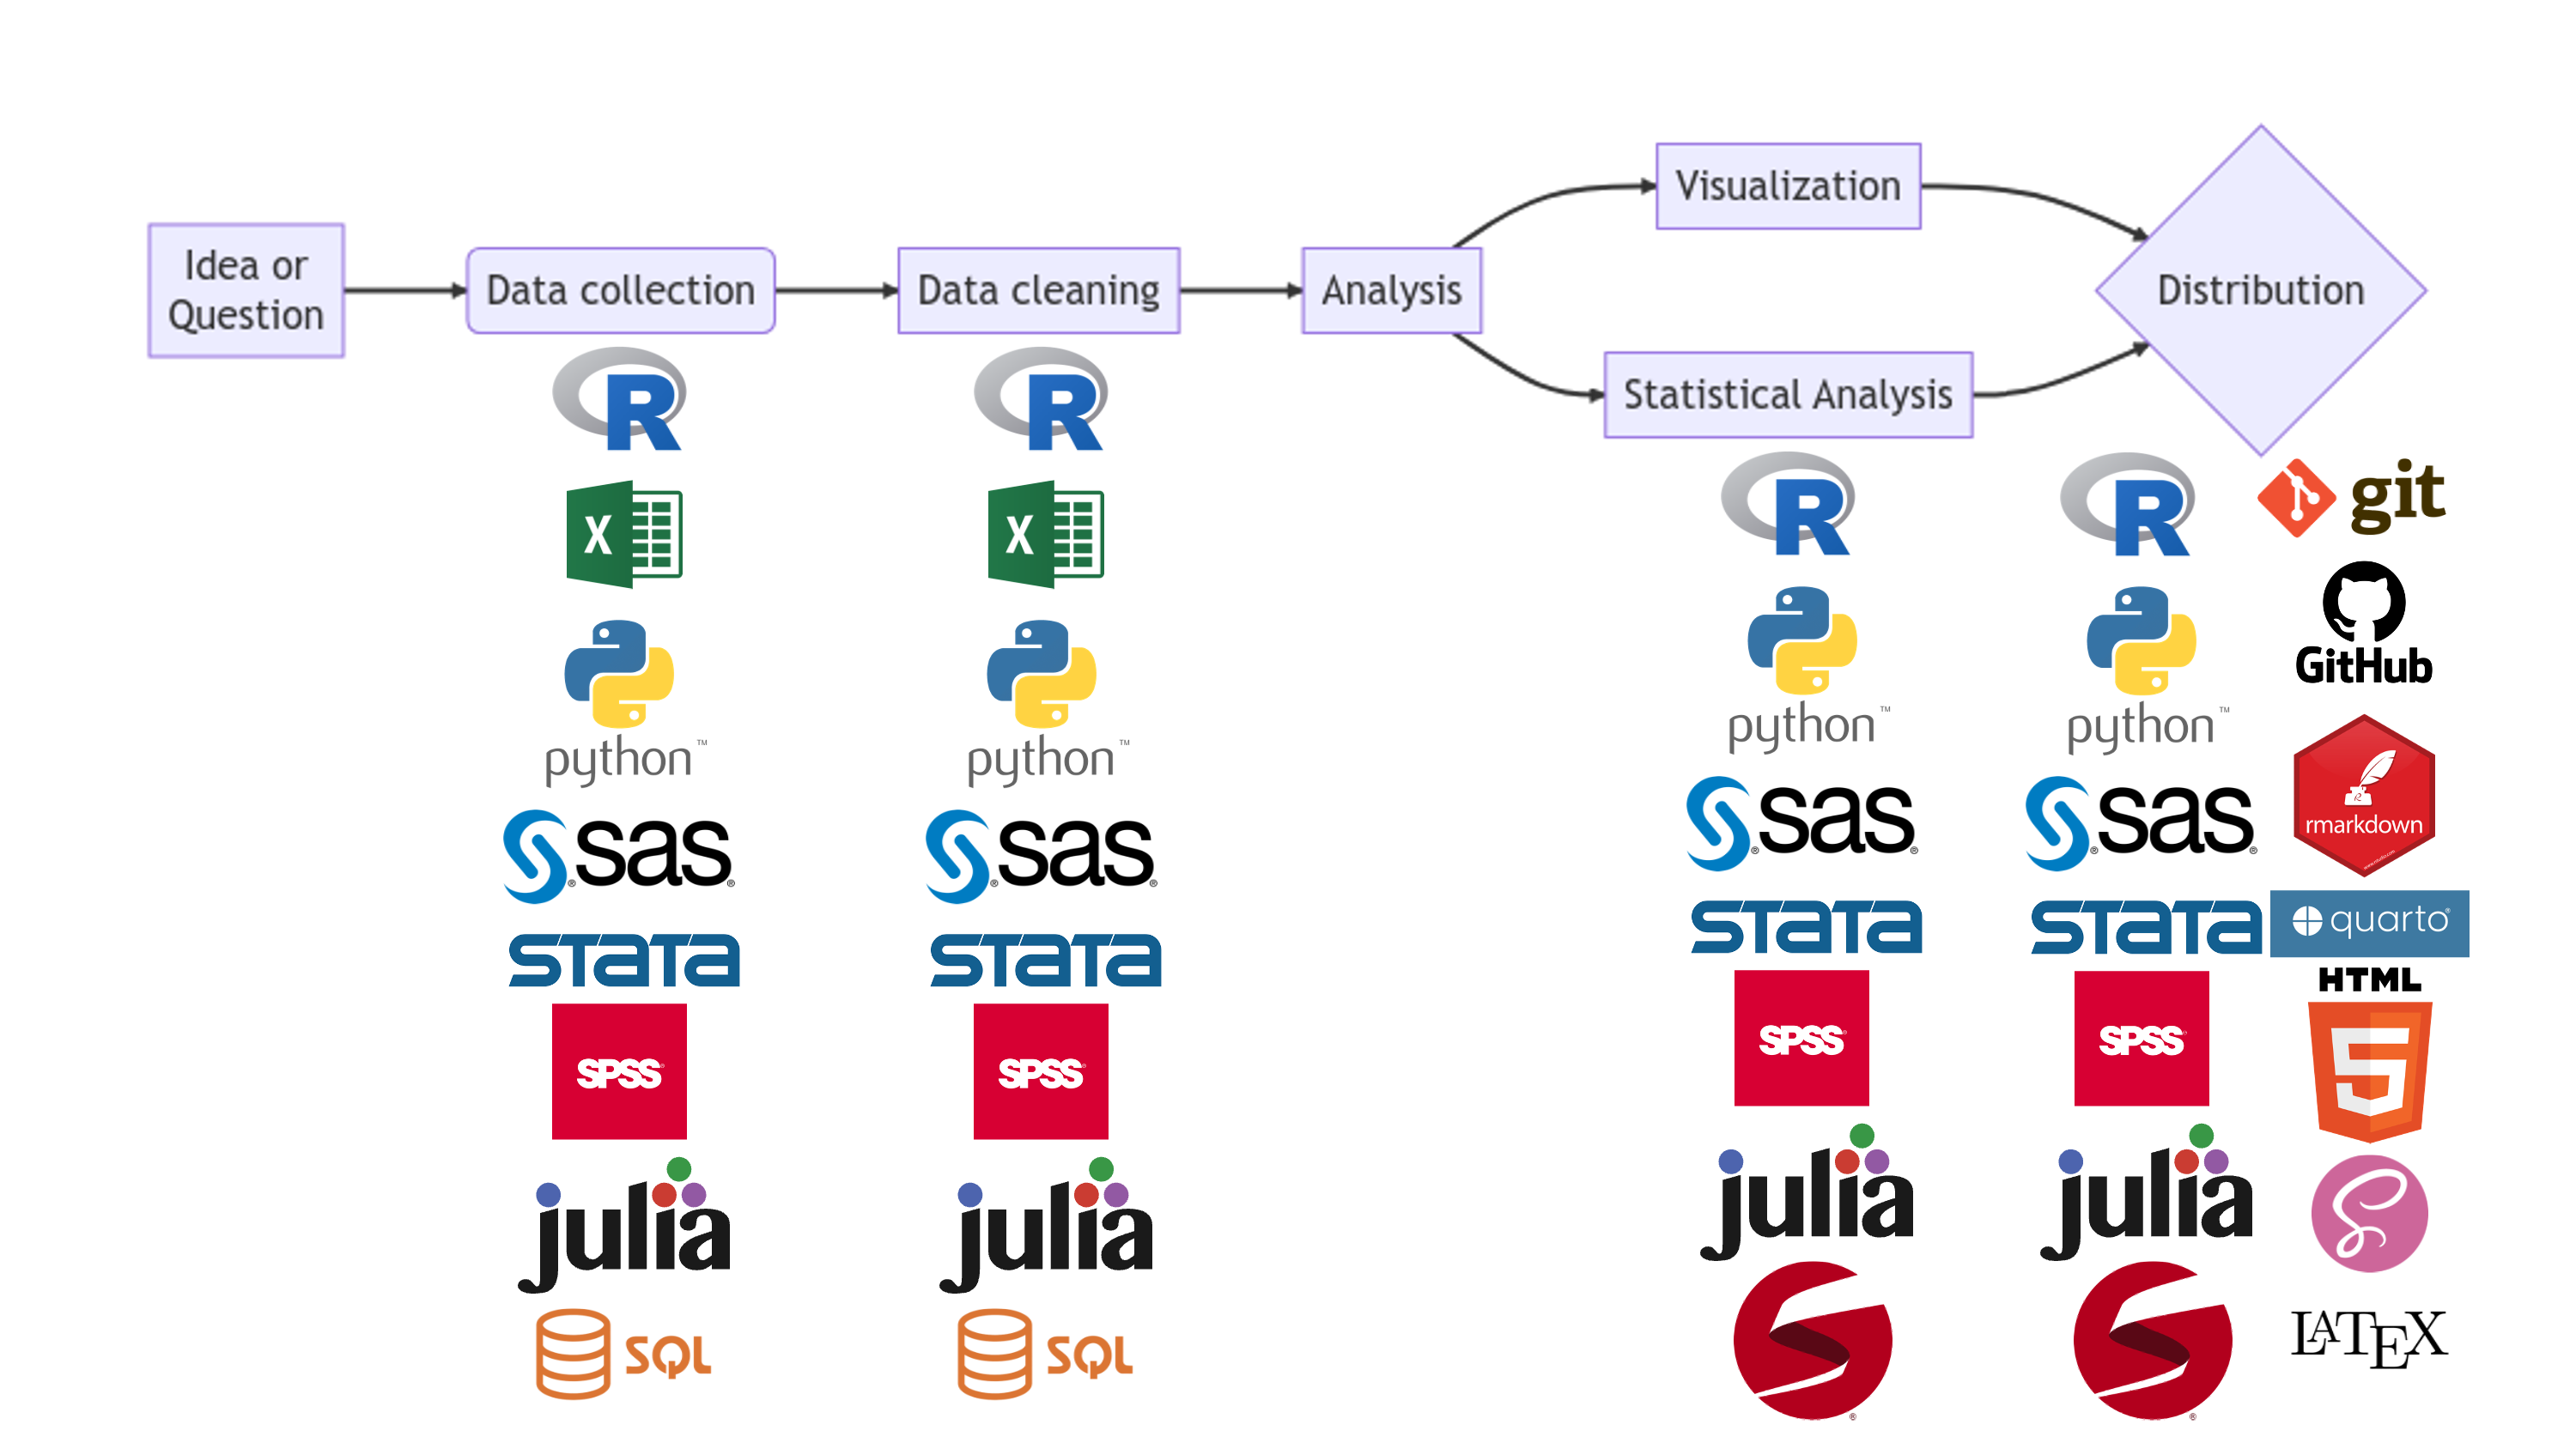 Idea or
Question
Data collection
Data cleaning
Analysis
Visualization
Statistical Analysis
Distribution
R
X
python™
sas®
STaTa
SPSS
julia
SQL
R
X
python™
sas®
STaTa
SPSS
julia
SQL
R
python™
sas®
STaTa
SPSS
julia
R
python™
sas®
STaTa
SPSS
julia
git
GitHub
rmarkdown
quarto®
HTML
5
LATEX